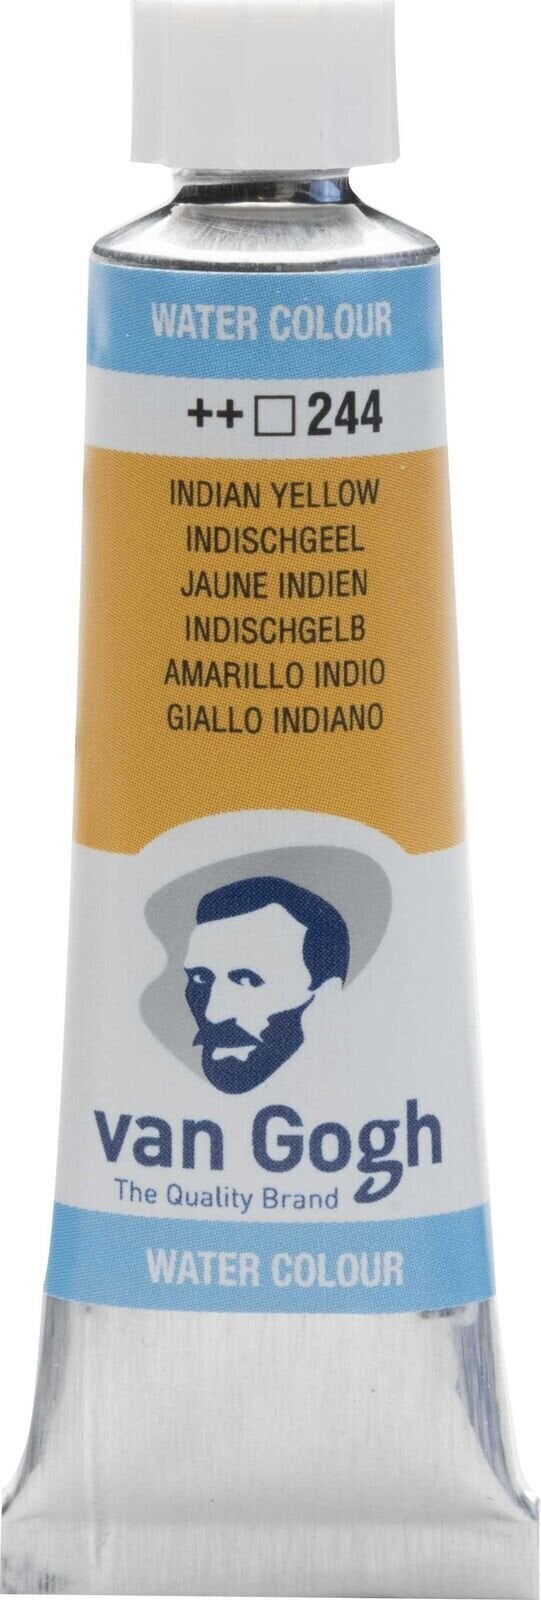 WATER COLOUR
++□244
INDIAN YELLOW
INDISCHGEEL
JAUNE INDIEN
INDISCHGELB
AMARILLO INDIO
GIALLO INDIANO
van Gogh
The Quality Brand
WATER COLOUR